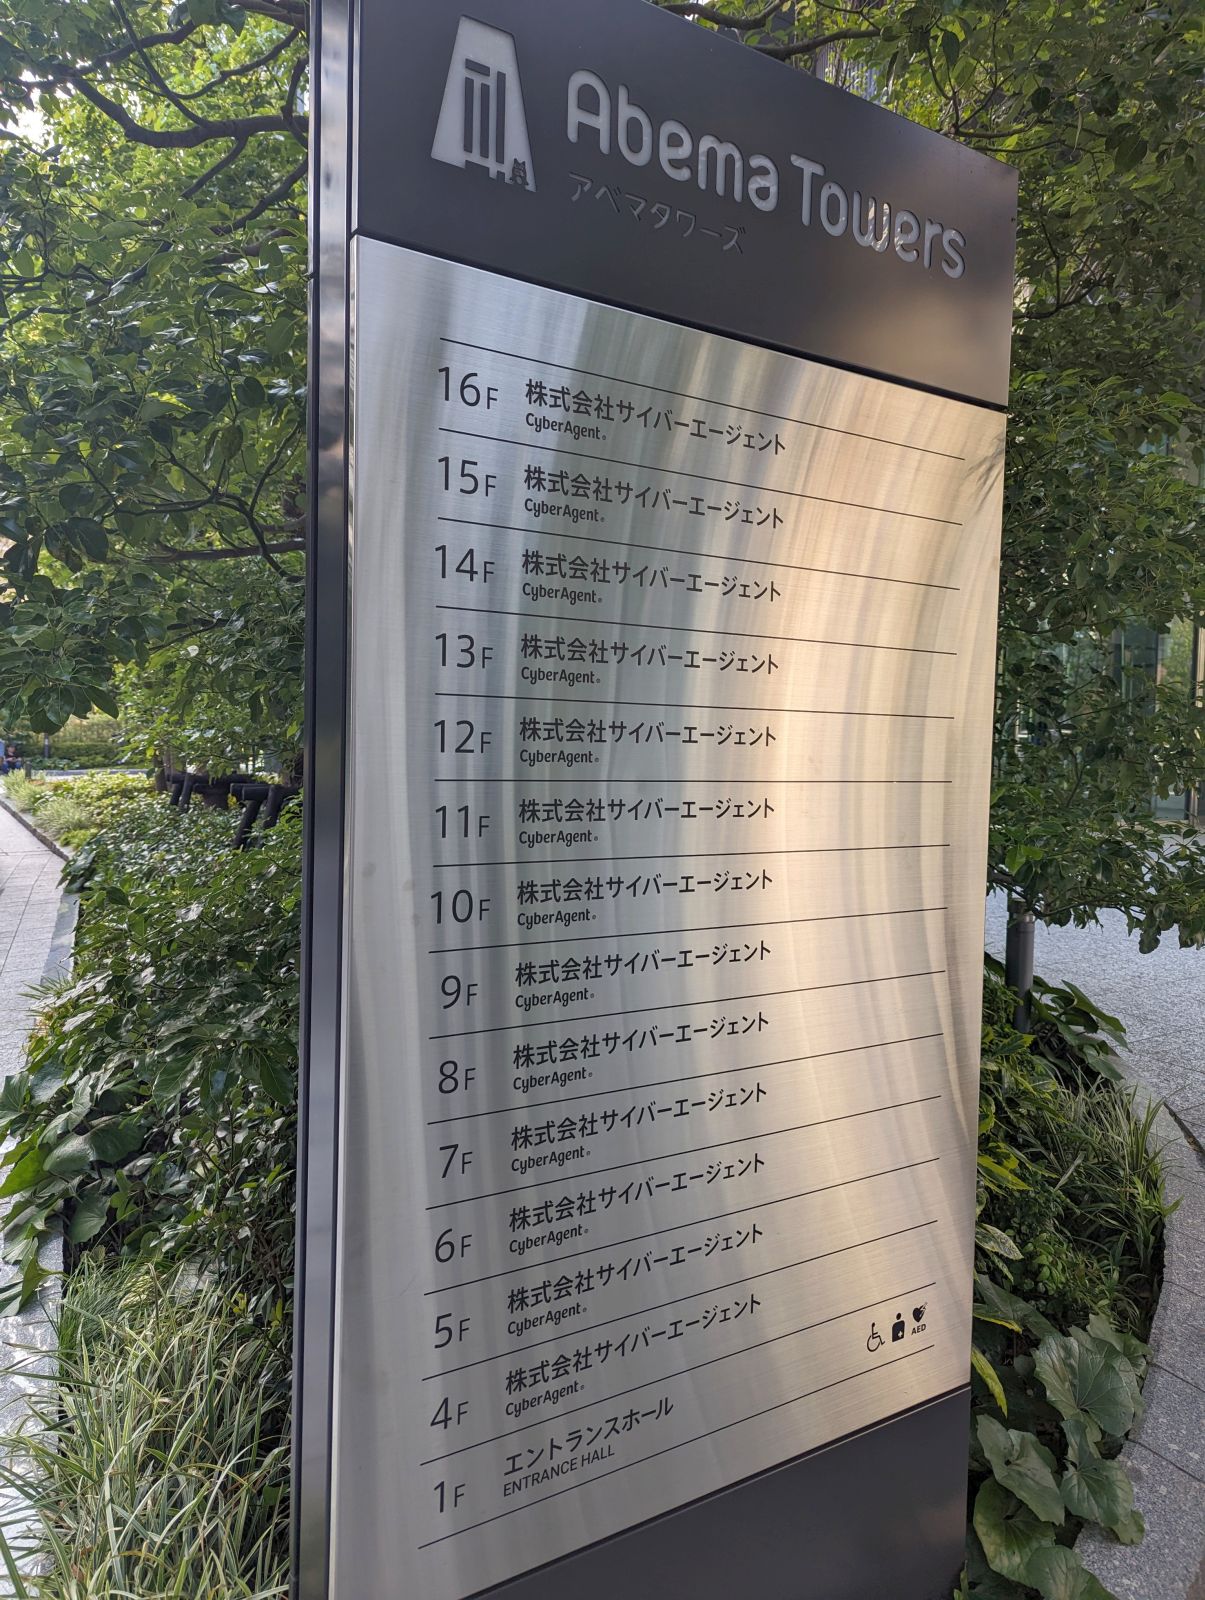 Abema Towers
アベマタワーズ
16F 株式会社サイバーエージェント
CyberAgent®
15F 株式会社サイバーエージェント
CyberAgent®
14F 株式会社サイバーエージェント
CyberAgent®
13F 株式会社サイバーエージェント
CyberAgent®
12F 株式会社サイバーエージェント
CyberAgent®
11F 株式会社サイバーエージェント
CyberAgent®
10F 株式会社サイバーエージェント
CyberAgent®
9F 株式会社サイバーエージェント
CyberAgent®
8F 株式会社サイバーエージェント
CyberAgent®
7F 株式会社サイバーエージェント
CyberAgent®
6F 株式会社サイバーエージェント
CyberAgent®
5F 株式会社サイバーエージェント
CyberAgent®
4F 株式会社サイバーエージェント
CyberAgent®
1F エントランスホール
ENTRANCE HALL
AED